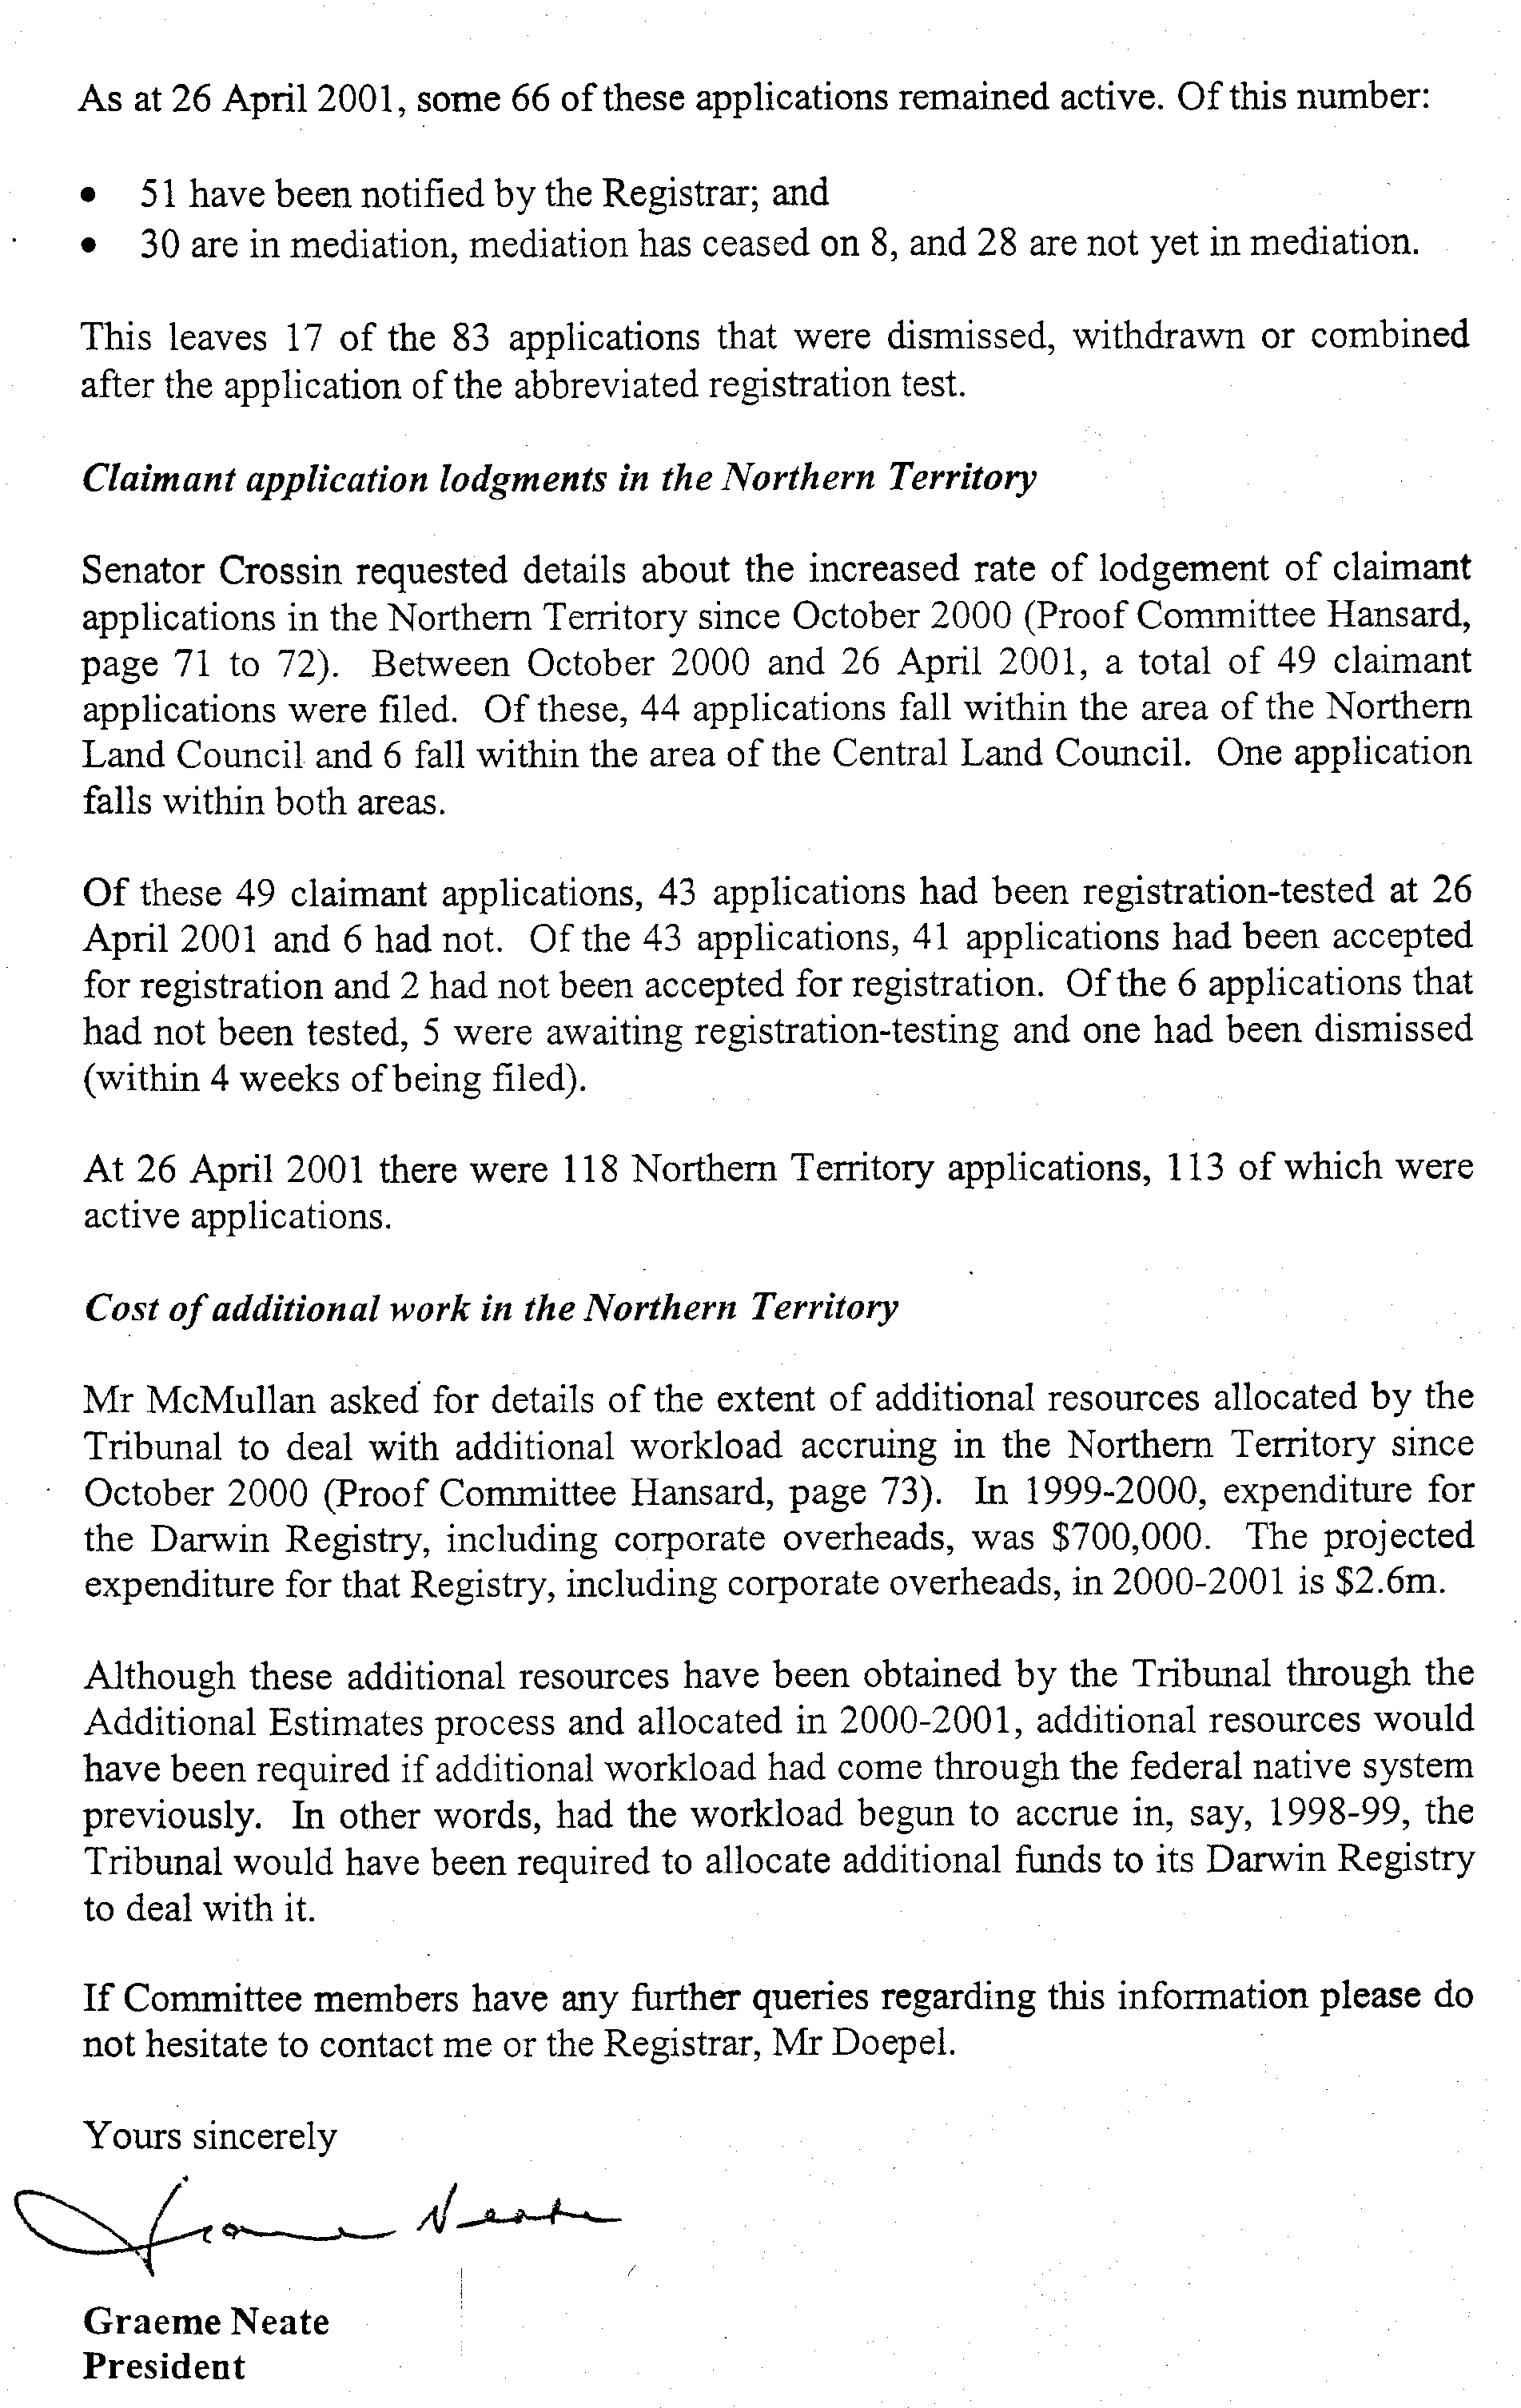 As at 26 April 2001, some 66 of these applications remained active. Of this number:
• 51 have been notified by the Registrar; and
• 30 are in mediation, mediation has ceased on 8, and 28 are not yet in mediation.
This leaves 17 of the 83 applications that were dismissed, withdrawn or combined
after the application of the abbreviated registration test.
Claimant application lodgments in the Northern Territory
Senator Crossin requested details about the increased rate of lodgement of claimant
applications in the Northern Territory since October 2000 (Proof Committee Hansard,
page 71 to 72). Between October 2000 and 26 April 2001, a total of 49 claimant
applications were filed. Of these, 44 applications fall within the area of the Northern
Land Council and 6 fall within the area of the Central Land Council. One application
falls within both areas.
Of these 49 claimant applications, 43 applications had been registration-tested at 26
April 2001 and 6 had not. Of the 43 applications, 41 applications had been accepted
for registration and 2 had not been accepted for registration. Of the 6 applications that
had not been tested, 5 were awaiting registration-testing and one had been dismissed
(within 4 weeks of being filed).
At 26 April 2001 there were 118 Northern Territory applications, 113 of which were
active applications.
Cost of additional work in the Northern Territory
Mr McMullan asked for details of the extent of additional resources allocated by the
Tribunal to deal with additional workload accruing in the Northern Territory since
October 2000 (Proof Committee Hansard, page 73). In 1999-2000, expenditure for
the Darwin Registry, including corporate overheads, was $700,000. The projected
expenditure for that Registry, including corporate overheads, in 2000-2001 is $2.6m.
Although these additional resources have been obtained by the Tribunal through the
Additional Estimates process and allocated in 2000-2001, additional resources would
have been required if additional workload had come through the federal native system
previously. In other words, had the workload begun to accrue in, say, 1998-99, the
Tribunal would have been required to allocate additional funds to its Darwin Registry
to deal with it.
If Committee members have any further queries regarding this information please do
not hesitate to contact me or the Registrar, Mr Doepel.
Yours sincerely
Graeme Neate
Graeme Neate
President